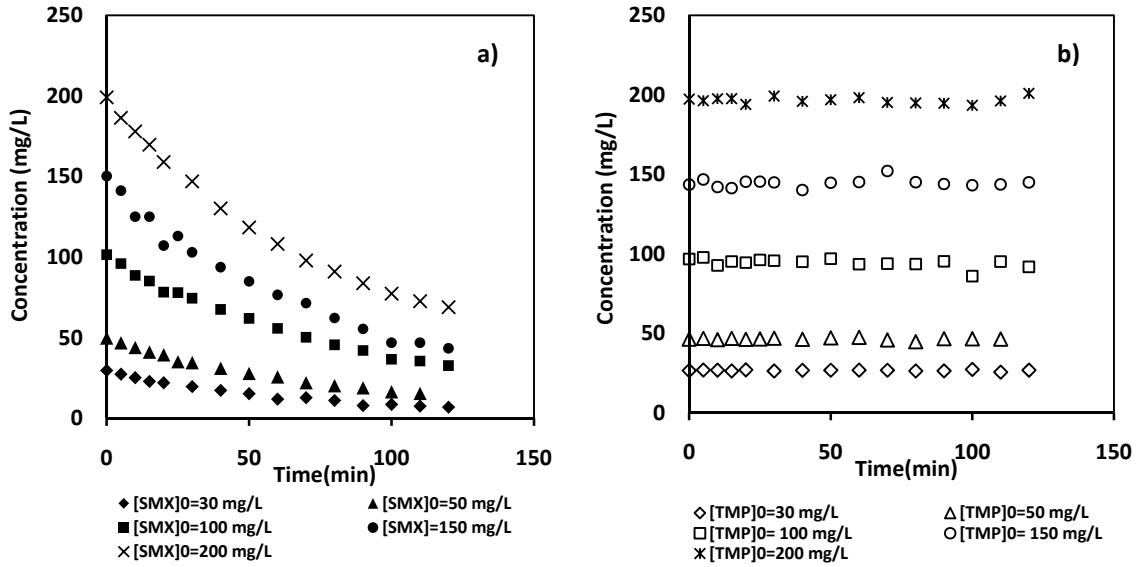 250
200
150
100
50
0
Concentration (mg/L)
a)
0
50
100
150
Time(min)
[SMX]0=30 mg/L
[SMX]0=50 mg/L
[SMX]0=100 mg/L
[SMX]=150 mg/L
[SMX]0=200 mg/L
250
200
150
100
50
0
Concentration (mg/L)
b)
0
50
100
150
Time(min)
[TMP]0=30 mg/L
[TMP]0=50 mg/L
[TMP]0= 100 mg/L
[TMP]0= 150 mg/L
[TMP]0=200 mg/L